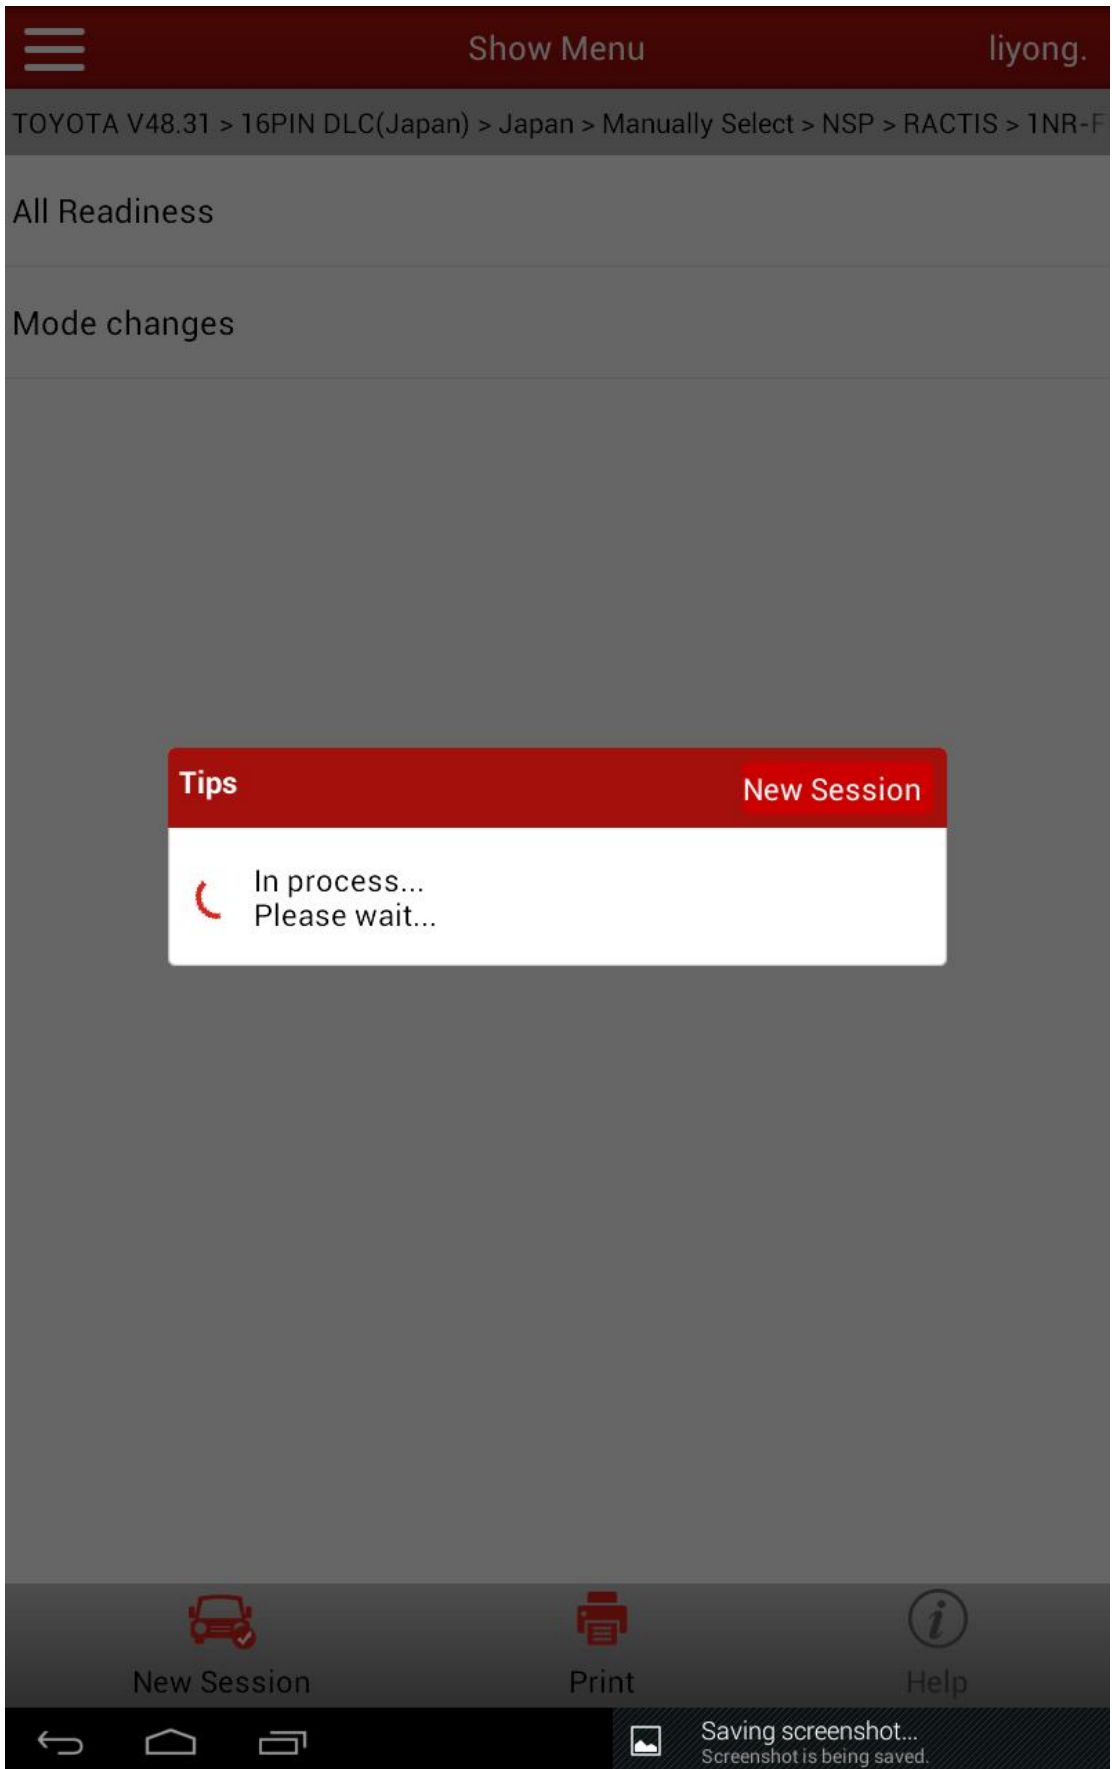 Show Menu liyong.
TOYOTA V48.31 > 16PIN DLC(Japan) > Japan > Manually Select > NSP > RACTIS > 1NR-F
All Readiness
Mode changes
Tips New Session
In process...
Please wait...
New Session Print Help
Saving screenshot...
Screenshot is being saved.